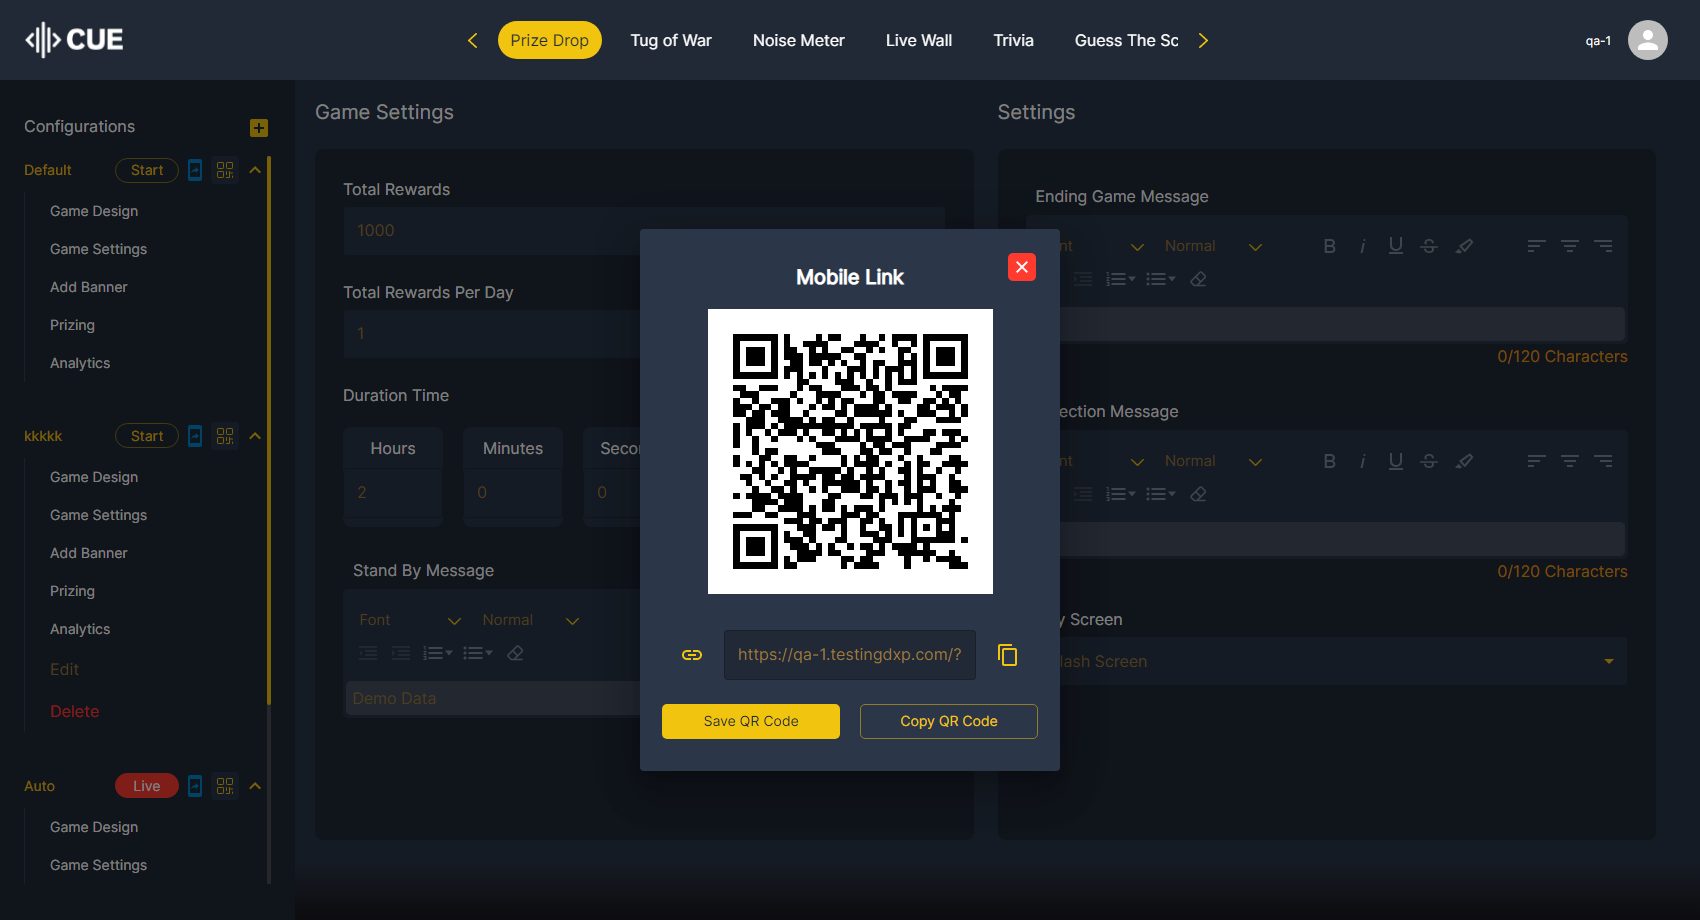 CUE
Prize Drop
Tug of War
Noise Meter
Live Wall
Trivia
Guess The Sc
qa-1
Configurations
Default
Start
Game Design
Game Settings
Add Banner
Prizing
Analytics
kkkkk
Start
Game Design
Game Settings
Add Banner
Prizing
Analytics
Edit
Delete
Auto
Live
Game Design
Game Settings
Game Settings
Total Rewards
1000
Total Rewards Per Day
1
Duration Time
Hours
Minutes
Secon
2
0
0
Stand By Message
Font
Normal
Demo Data
Mobile Link
https://qa-1.testingdxp.com/?
Save QR Code
Copy QR Code
Settings
Ending Game Message
nt
Normal
0/120 Characters
ection Message
nt
Normal
0/120 Characters
y Screen
lash Screen